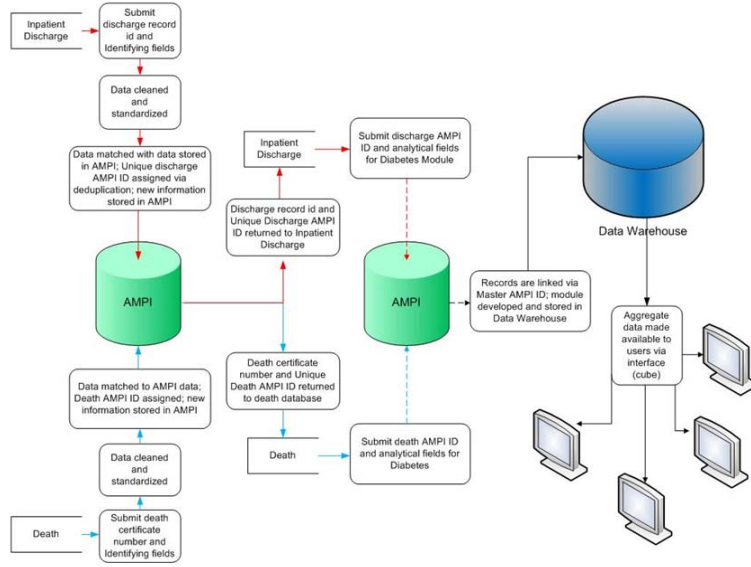 Inpatient
Discharge
Submit
discharge record
id and
Identifying fields
Data cleaned
and
standardized
Data matched with data stored
in AMPI; Unique discharge
AMPI ID assigned via
deduplication; new information
stored in AMPI
AMPI
Data matched to AMPI data;
Death AMPI ID assigned; new
information stored in AMPI
Data cleaned
and
standardized
Death
Submit death
certificate
number and
Identifying fields
Inpatient
Discharge
Discharge record id and
Unique Discharge AMPI
ID returned to Inpatient
Discharge
Death certificate
number and Unique
Death AMPI ID returned
to death database
Death
Submit discharge AMPI
ID and analytical fields
for Diabetes Module
AMPI
Submit death AMPI ID
and analytical fields for
Diabetes
Records are linked via
Master AMPI ID; module
developed and stored in
Data Warehouse
Data Warehouse
Aggregate
data made
available to
users via
interface
(cube)